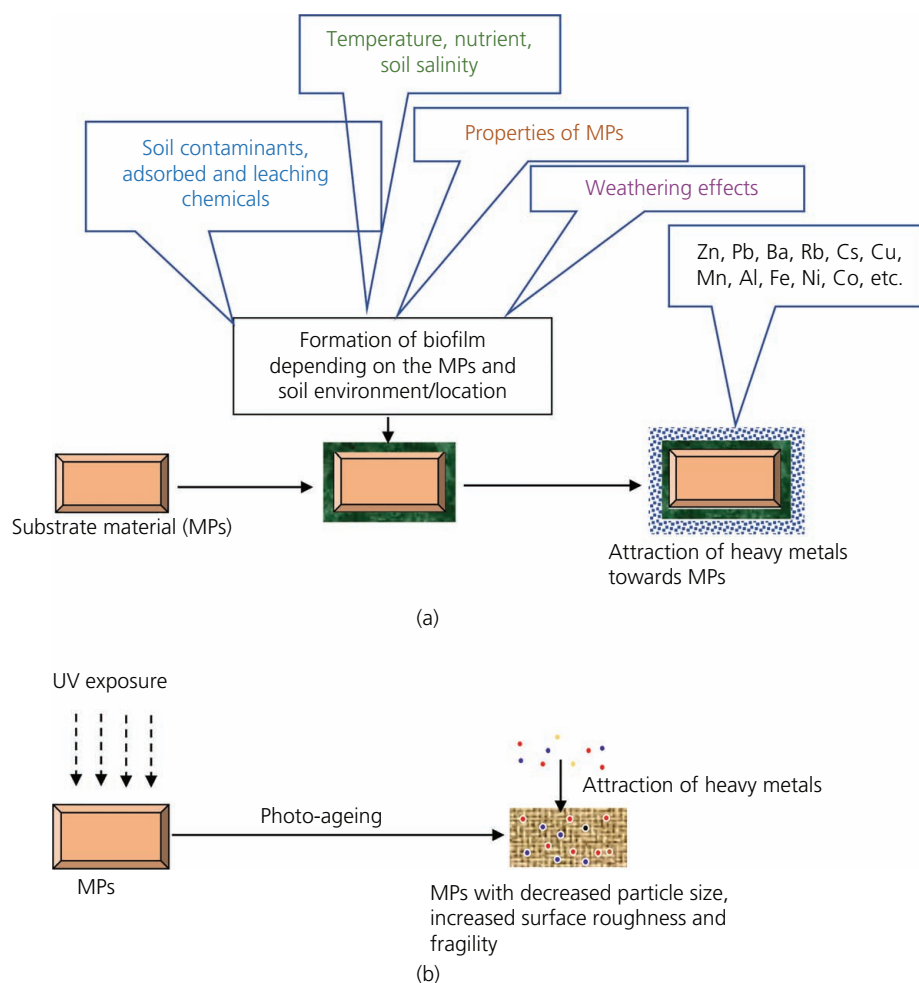 Temperature, nutrient,
soil salinity
Soil contaminants,
adsorbed and leaching
chemicals
Properties of MPs
Weathering effects
Zn, Pb, Ba, Rb, Cs, Cu,
Mn, Al, Fe, Ni, Co, etc.
Formation of biofilm
depending on the MPs and
soil environment/location
Substrate material (MPs)
Attraction of heavy metals
towards MPs
(a)
UV exposure
Attraction of heavy metals
Photo-ageing
MPs
MPs with decreased particle size,
increased surface roughness and
fragility
(b)